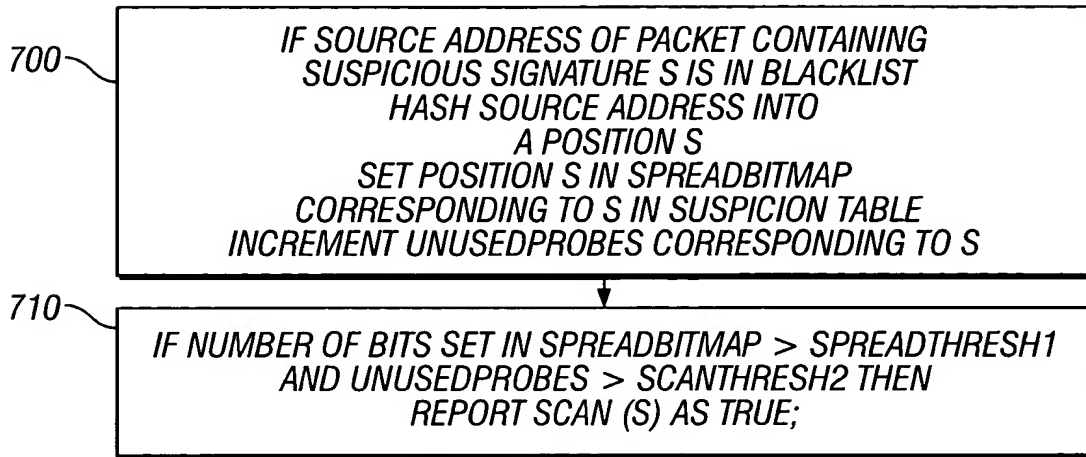 700
IF SOURCE ADDRESS OF PACKET CONTAINING
SUSPICIOUS SIGNATURE S IS IN BLACKLIST
HASH SOURCE ADDRESS INTO
A POSITION S
SET POSITION S IN SPREADBITMAP
CORRESPONDING TO S IN SUSPICION TABLE
INCREMENT UNUSEDPROBES CORRESPONDING TO S
710
IF NUMBER OF BITS SET IN SPREADBITMAP > SPREADTHRESH1
AND UNUSEDPROBES > SCANTHRESH2 THEN
REPORT SCAN (S) AS TRUE;